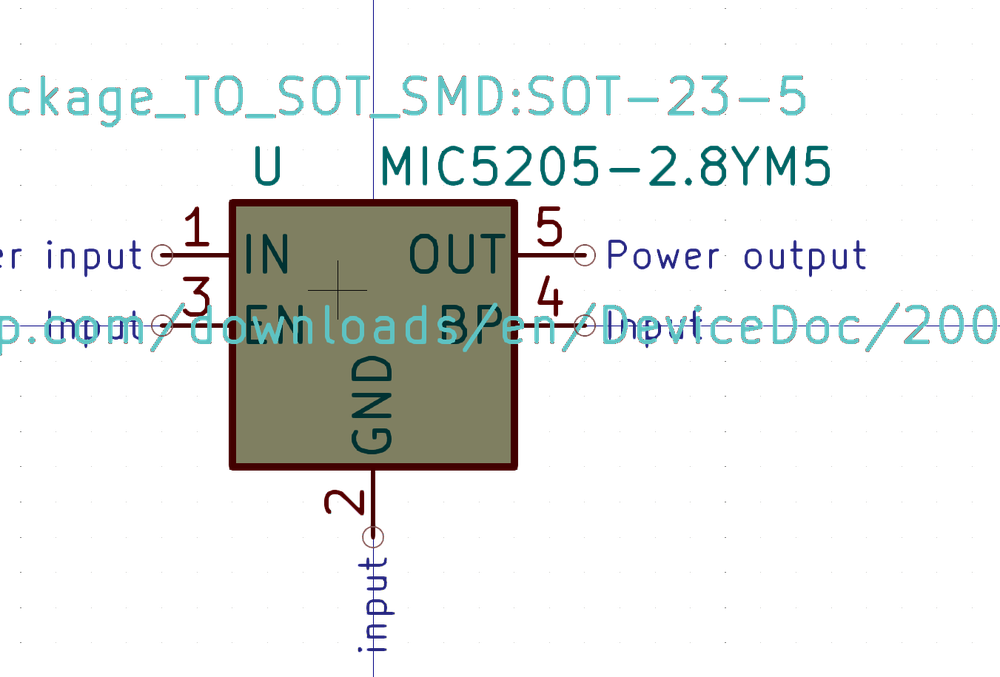 ckage_TO_SOT_SMD:SOT-23-5
U MIC5205-2.8YM5
1 5
er input IN OUT Power output
3 4
Input EN BP Input
p.com/downloads/en/DeviceDoc/200
GND
2
input